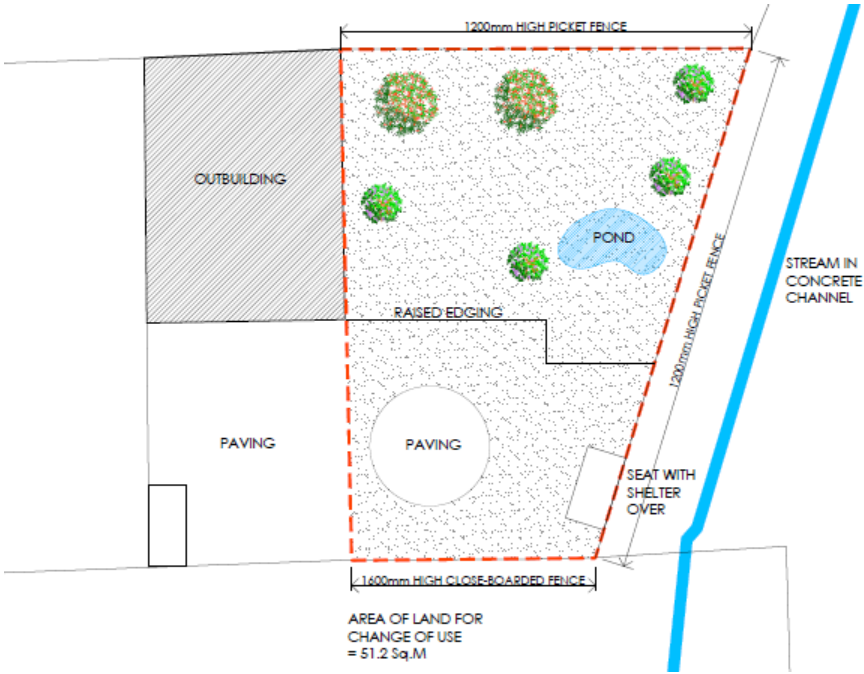 1200mm HIGH PICKET FENCE
OUTBUILDING
POND
1200mm HIGH PICKET FENCE
STREAM IN
CONCRETE
CHANNEL
RAISED EDGING
PAVING
PAVING
SEAT WITH
SHELTER
OVER
1600mm HIGH CLOSE-BOARDED FENCE
AREA OF LAND FOR
CHANGE OF USE
= 51.2 Sq.M